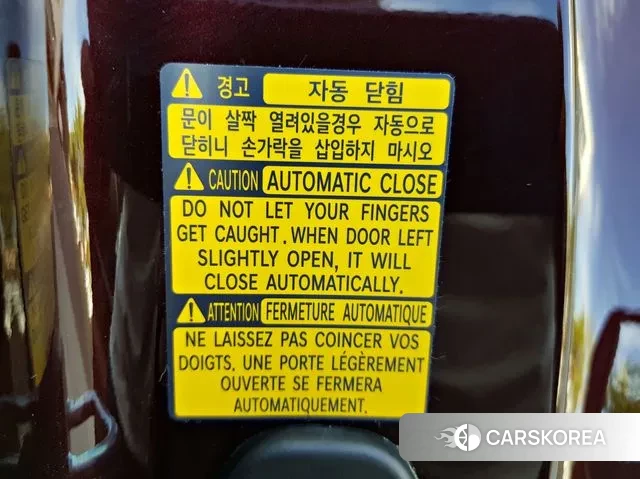 경고 자동 닫힘
문이 살짝 열려있을경우 자동으로
닫히니 손가락을 삽입하지 마시오
CAUTION AUTOMATIC CLOSE
DO NOT LET YOUR FINGERS
GET CAUGHT. WHEN DOOR LEFT
SLIGHTLY OPEN, IT WILL
CLOSE AUTOMATICALLY.
ATTENTION FERMETURE AUTOMATIQUE
NE LAISSEZ PAS COINCER VOS
DOIGTS. UNE PORTE LÉGÈREMENT
OUVERTE SE FERMERA
AUTOMATIQUEMENT.
CARSKOREA